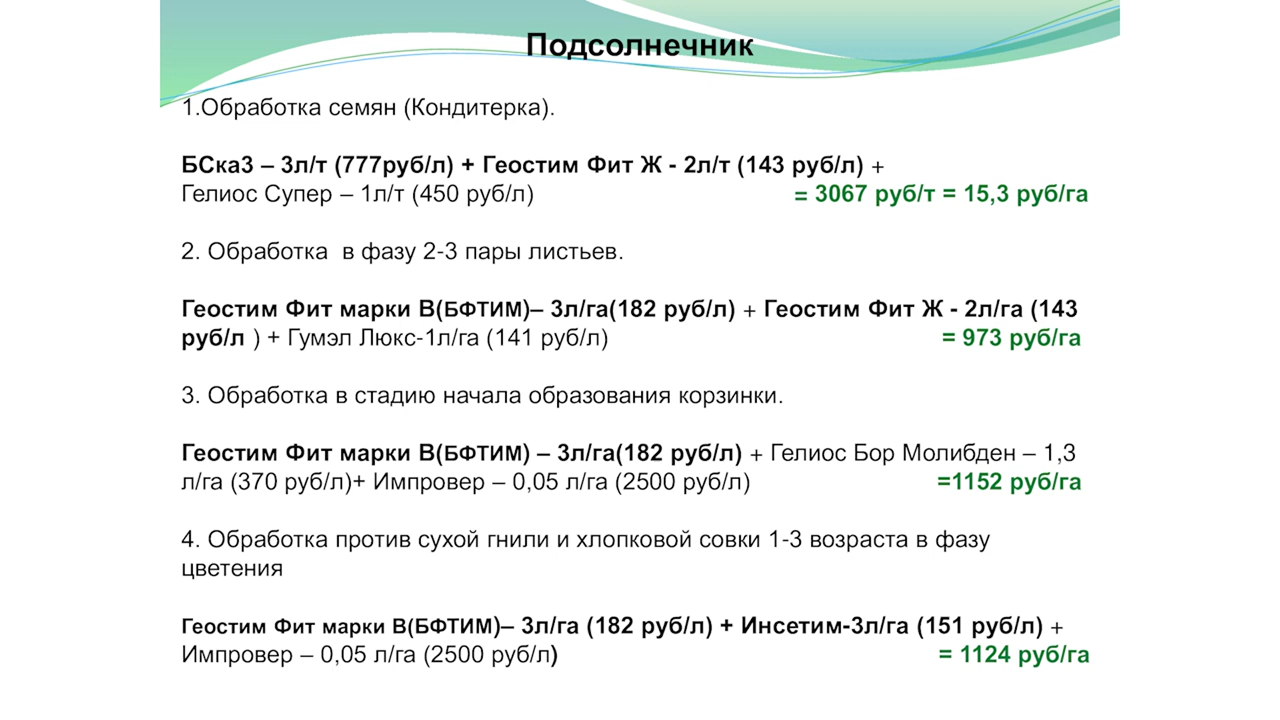 Подсолнечник
1.Обработка семян (Кондитерка).
БСка3 – 3л/т (777руб/л) + Геостим Фит Ж - 2л/т (143 руб/л) +
Гелиос Супер – 1л/т (450 руб/л) = 3067 руб/т = 15,3 руб/га
2. Обработка в фазу 2-3 пары листьев.
Геостим Фит марки В(БФТИМ)– 3л/га(182 руб/л) + Геостим Фит Ж - 2л/га (143
руб/л ) + Гумэл Люкс-1л/га (141 руб/л) = 973 руб/га
3. Обработка в стадию начала образования корзинки.
Геостим Фит марки В(БФТИМ) – 3л/га(182 руб/л) + Гелиос Бор Молибден – 1,3
л/га (370 руб/л)+ Импровер – 0,05 л/га (2500 руб/л) =1152 руб/га
4. Обработка против сухой гнили и хлопковой совки 1-3 возраста в фазу
цветения
Геостим Фит марки В(БФТИМ)– 3л/га (182 руб/л) + Инсетим-3л/га (151 руб/л) +
Импровер – 0,05 л/га (2500 руб/л) = 1124 руб/га